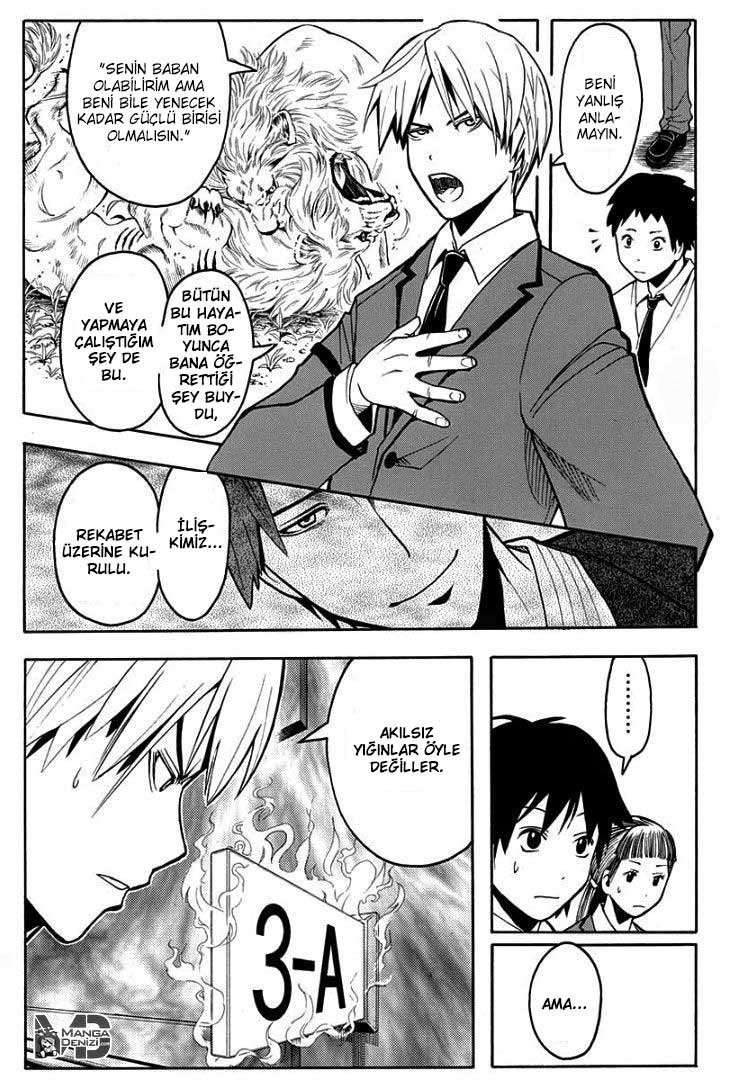 BENİ
YANLIŞ
ANLA-
MAYIN.
"SENİN BABAN
OLABİLİRİM AMA
BENİ BİLE YENECEK
KADAR GÜÇLÜ BİRİSİ
OLMALISIN."
BÜTÜN
BU HAYA-
TIM BO-
YUNCA
BANA ÖĞ-
RETTİĞİ
ŞEY BUY-
DU,
VE
YAPMAYA
ÇALIŞTIĞIM
ŞEY DE
BU.
İLİŞ-
KİMİZ...
REKABET
ÜZERİNE KU-
RULU.
.........
AMA...
AKILSIZ
YIĞINLAR ÖYLE
DEĞİLLER.
3-A
MD
MANGA
DENİZİ